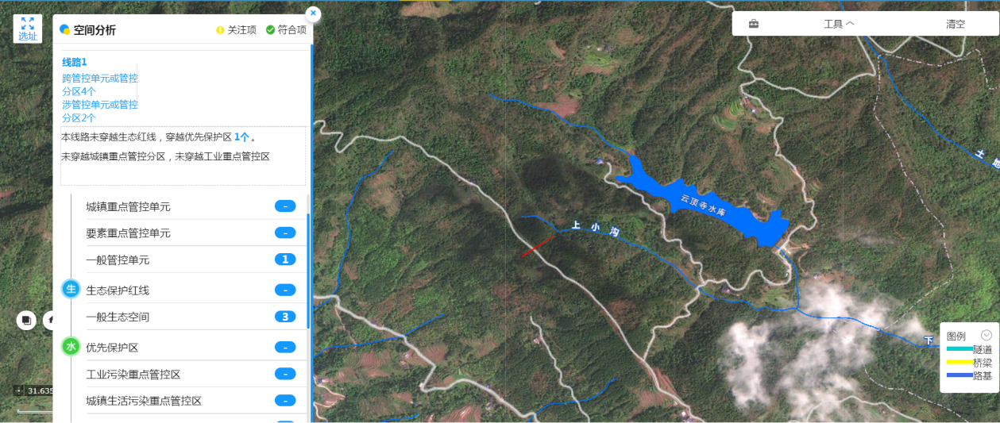 选址
空间分析
关注项
符合项
工具
清空
线路1
跨管控单元或管控
分区4个
涉管控单元或管控
分区2个
本线路未穿越生态红线，穿越优先保护区 1个 。
未穿越城镇重点管控分区，未穿越工业重点管控区
城镇重点管控单元 -
要素重点管控单元 -
一般管控单元 1
生 生态保护红线 -
一般生态空间 3
水 优先保护区 -
工业污染重点管控区 -
城镇生活污染重点管控区 -
31.635
云顶寺水库
上小沟
土地
下
图例
隧道
桥梁
路基